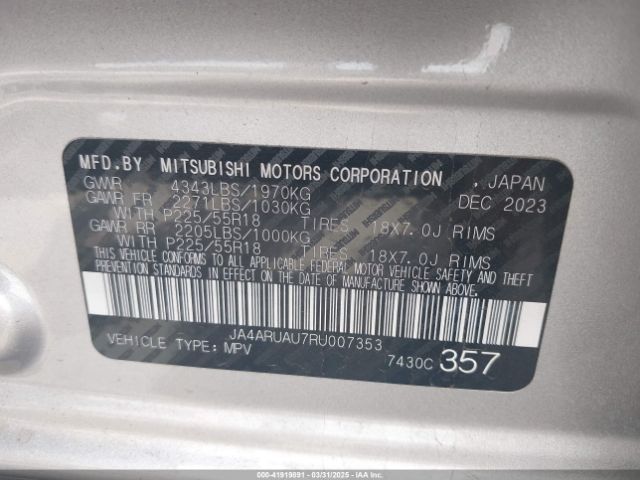 MFD.BY MITSUBISHI MOTORS CORPORATION , JAPAN
GVWR 4343LBS/1970KG DEC 2023
GAWR FR 2271LBS/1030KG
WITH P225/55R18 TIRES 18X7.0J RIMS
GAWR RR 2205LBS/1000KG
WITH P225/55R18 TIRES 18X7.0J RIMS
THIS VEHICLE CONFORMS TO ALL APPLICABLE FEDERAL MOTOR VEHICLE SAFETY AND THEFT
PREVENTION STANDARDS IN EFFECT ON THE DATE OF MANUFACTURE SHOWN ABOVE.
JA4ARUAU7RU007353
VEHICLE TYPE: MPV 7430C 357
000-41919891 - 03/31/2025 - IAAI.COM